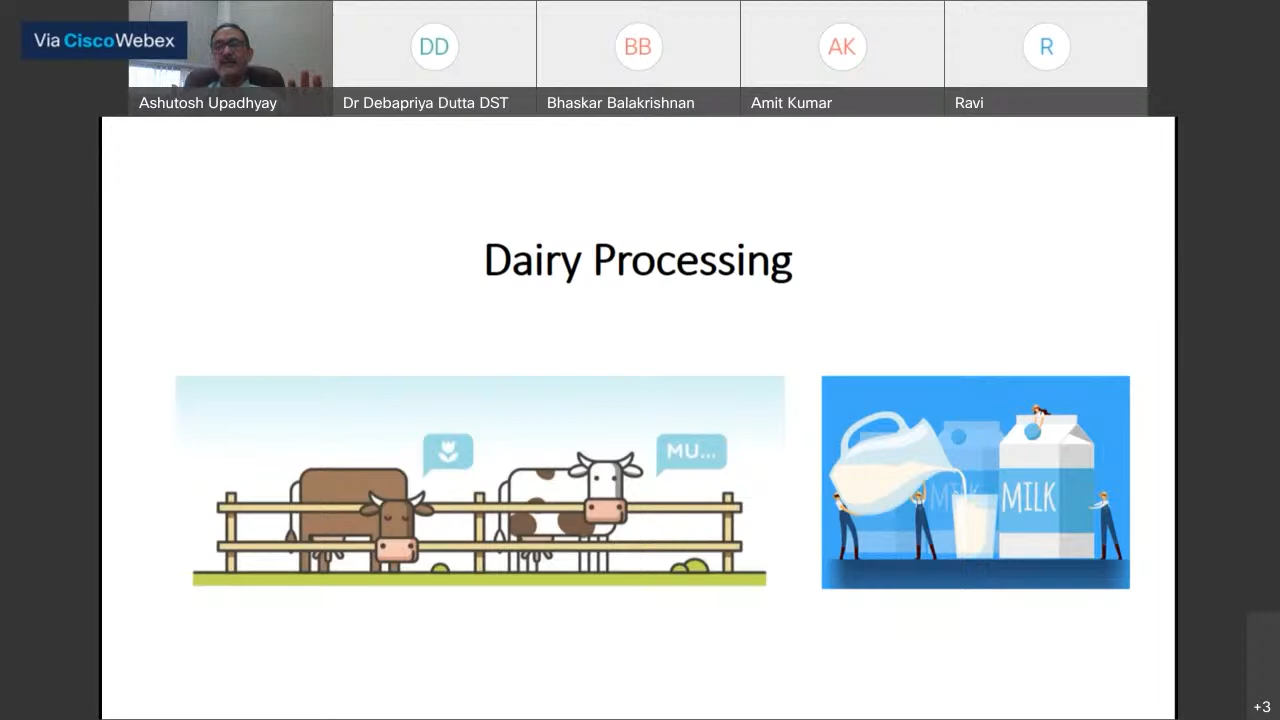 Via CiscoWebex
DD
BB
AK
R
Ashutosh Upadhyay
Dr Debapriya Dutta DST
Bhaskar Balakrishnan
Amit Kumar
Ravi
Dairy Processing
MU...
MILK
MILK
+3